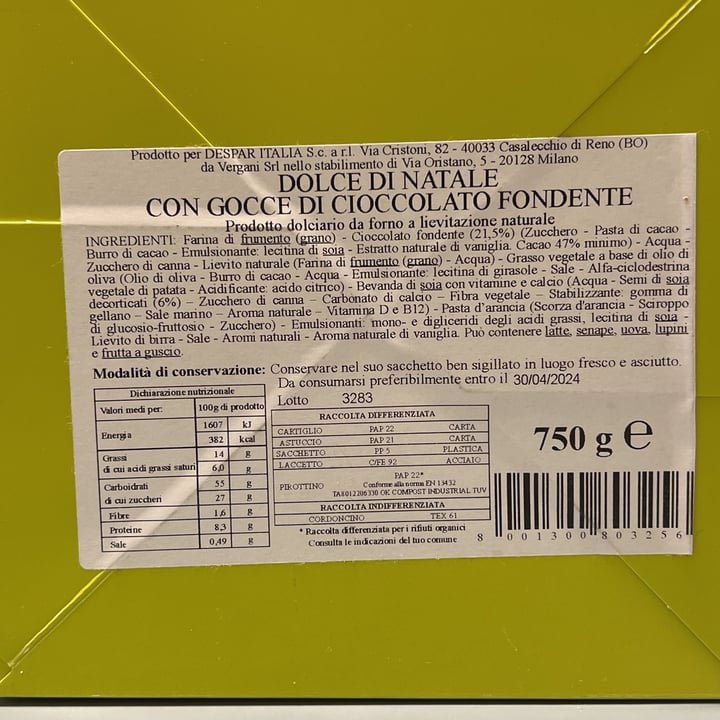 Prodotto per DESPAR ITALIA S.c. a r.l. Via Cristoni, 82 - 40033 Casalecchio di Reno (BO)
da Vergani Srl nello stabilimento di Via Oristano, 5 - 20128 Milano
DOLCE DI NATALE
CON GOCCE DI CIOCCOLATO FONDENTE
Prodotto dolciario da forno a lievitazione naturale
INGREDIENTI: Farina di frumento (grano) - Cioccolato fondente (21,5%) (Zucchero - Pasta di cacao -
Burro di cacao - Emulsionante: lecitina di soia - Estratto naturale di vaniglia. Cacao 47% minimo) - Acqua -
Zucchero di canna - Lievito naturale (Farina di frumento (grano) - Acqua) - Grasso vegetale a base di olio di
oliva (Olio di oliva - Burro di cacao - Acqua - Emulsionante: lecitina di girasole - Sale - Alfa-ciclodestrina
vegetale di patata - Acidificante: acido citrico) - Bevanda di soia con vitamine e calcio (Acqua - Semi di soia
decorticati (6%) – Zucchero di canna – Carbonato di calcio – Fibra vegetale – Stabilizzante: gomma di
gellano – Sale marino – Aroma naturale – Vitamina D e B12) - Pasta d'arancia (Scorza d'arancia - Sciroppo
di glucosio-fruttosio - Zucchero) - Emulsionanti: mono- e digliceridi degli acidi grassi, lecitina di soia -
Lievito di birra - Sale - Aromi naturali - Aroma naturale di vaniglia. Può contenere latte, senape, uova, lupini
e frutta a guscio.
Modalità di conservazione: Conservare nel suo sacchetto ben sigillato in luogo fresco e asciutto.
Da consumarsi preferibilmente entro il 30/04/2024
Lotto 3283
Dichiarazione nutrizionale
Valori medi per: 100g di prodotto
Energia 1607 kJ
382 kcal
Grassi 14 g
di cui acidi grassi saturi 6,0 g
Carboidrati 55 g
di cui zuccheri 27 g
Fibre 1,6 g
Proteine 8,3 g
Sale 0,49 g
RACCOLTA DIFFERENZIATA
CARTIGLIO PAP 22 CARTA
ASTUCCIO PAP 21 CARTA
SACCHETTO PP 5 PLASTICA
LACCETTO C/FE 92 ACCIAIO
PIROTTINO PAP 22*
Conforme alla norma EN 13432
TA8012206330 OK COMPOST INDUSTRIAL TUV
RACCOLTA INDIFFERENZIATA
CORDONCINO TEX 61
* Raccolta differenziata per i rifiuti organici
Consulta le indicazioni del tuo comune
750 g e
8 001300 803256